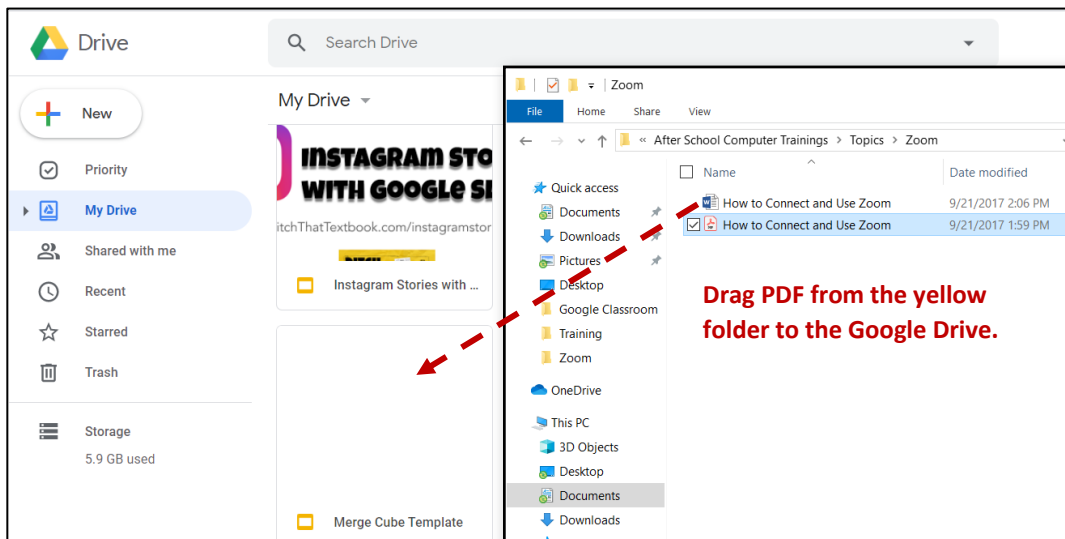 Drive
Search Drive
New
Priority
My Drive
Shared with me
Recent
Starred
Trash
Storage
5.9 GB used
My Drive
INSTAGRAM STO
WITH GOOGLE SL
itchThatTextbook.com/instagramstor
Instagram Stories with ...
Merge Cube Template
Zoom
File Home Share View
« After School Computer Trainings > Topics > Zoom
Name Date modified
How to Connect and Use Zoom 9/21/2017 2:06 PM
How to Connect and Use Zoom 9/21/2017 1:59 PM
Quick access
Documents
Downloads
Pictures
Desktop
Google Classroom
Training
Zoom
OneDrive
This PC
3D Objects
Desktop
Documents
Downloads
Drag PDF from the yellow
folder to the Google Drive.